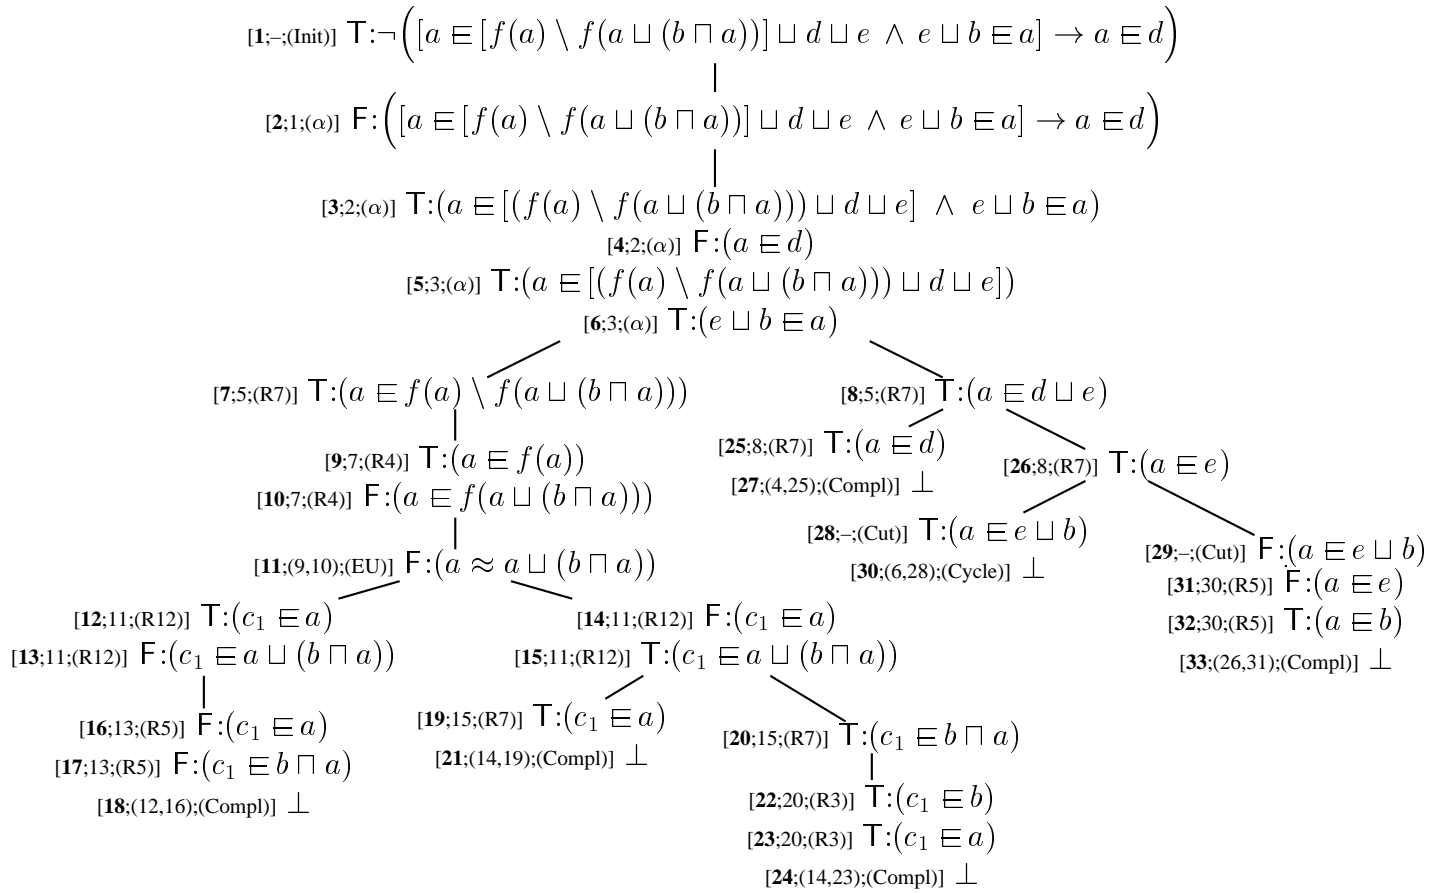 [1;–;(Init)] T:¬([a ∈ [f(a) \ f(a ⊔ (b ⊓ a))] ⊔ d ⊔ e ∧ e ⊔ b ∈ a] → a ∈ d)
[2;1;(α)] F:([a ∈ [f(a) \ f(a ⊔ (b ⊓ a))] ⊔ d ⊔ e ∧ e ⊔ b ∈ a] → a ∈ d)
[3;2;(α)] T:(a ∈ [(f(a) \ f(a ⊔ (b ⊓ a))) ⊔ d ⊔ e] ∧ e ⊔ b ∈ a)
[4;2;(α)] F:(a ∈ d)
[5;3;(α)] T:(a ∈ [(f(a) \ f(a ⊔ (b ⊓ a))) ⊔ d ⊔ e])
[6;3;(α)] T:(e ⊔ b ∈ a)
[7;5;(R7)] T:(a ∈ f(a) \ f(a ⊔ (b ⊓ a)))
[8;5;(R7)] T:(a ∈ d ⊔ e)
[9;7;(R4)] T:(a ∈ f(a))
[10;7;(R4)] F:(a ∈ f(a ⊔ (b ⊓ a)))
[25;8;(R7)] T:(a ∈ d)
[27;(4,25);(Compl)] ⊥
[26;8;(R7)] T:(a ∈ e)
[28;–;(Cut)] T:(a ∈ e ⊔ b)
[30;(6,28);(Cycle)] ⊥
[29;–;(Cut)] F:(a ∈ e ⊔ b)
[31;30;(R5)] F:(a ∈ e)
[32;30;(R5)] T:(a ∈ b)
[33;(26,31);(Compl)] ⊥
[11;(9,10);(EU)] F:(a ≈ a ⊔ (b ⊓ a))
[12;11;(R12)] T:(c₁ ∈ a)
[13;11;(R12)] F:(c₁ ∈ a ⊔ (b ⊓ a))
[14;11;(R12)] F:(c₁ ∈ a)
[15;11;(R12)] T:(c₁ ∈ a ⊔ (b ⊓ a))
[16;13;(R5)] F:(c₁ ∈ a)
[17;13;(R5)] F:(c₁ ∈ b ⊓ a)
[18;(12,16);(Compl)] ⊥
[19;15;(R7)] T:(c₁ ∈ a)
[21;(14,19);(Compl)] ⊥
[20;15;(R7)] T:(c₁ ∈ b ⊓ a)
[22;20;(R3)] T:(c₁ ∈ b)
[23;20;(R3)] T:(c₁ ∈ a)
[24;(14,23);(Compl)] ⊥